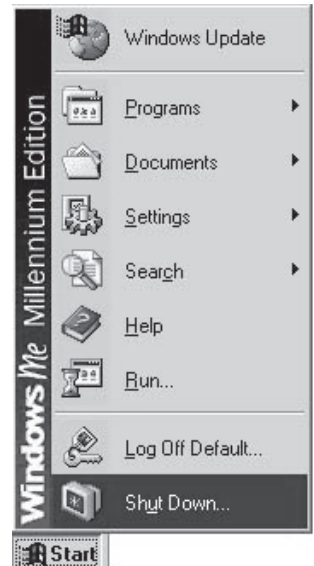 Windows Update
Programs
Documents
Settings
Search
Help
Run...
Log Off Default...
Shut Down...
Windows Me Millennium Edition
Start